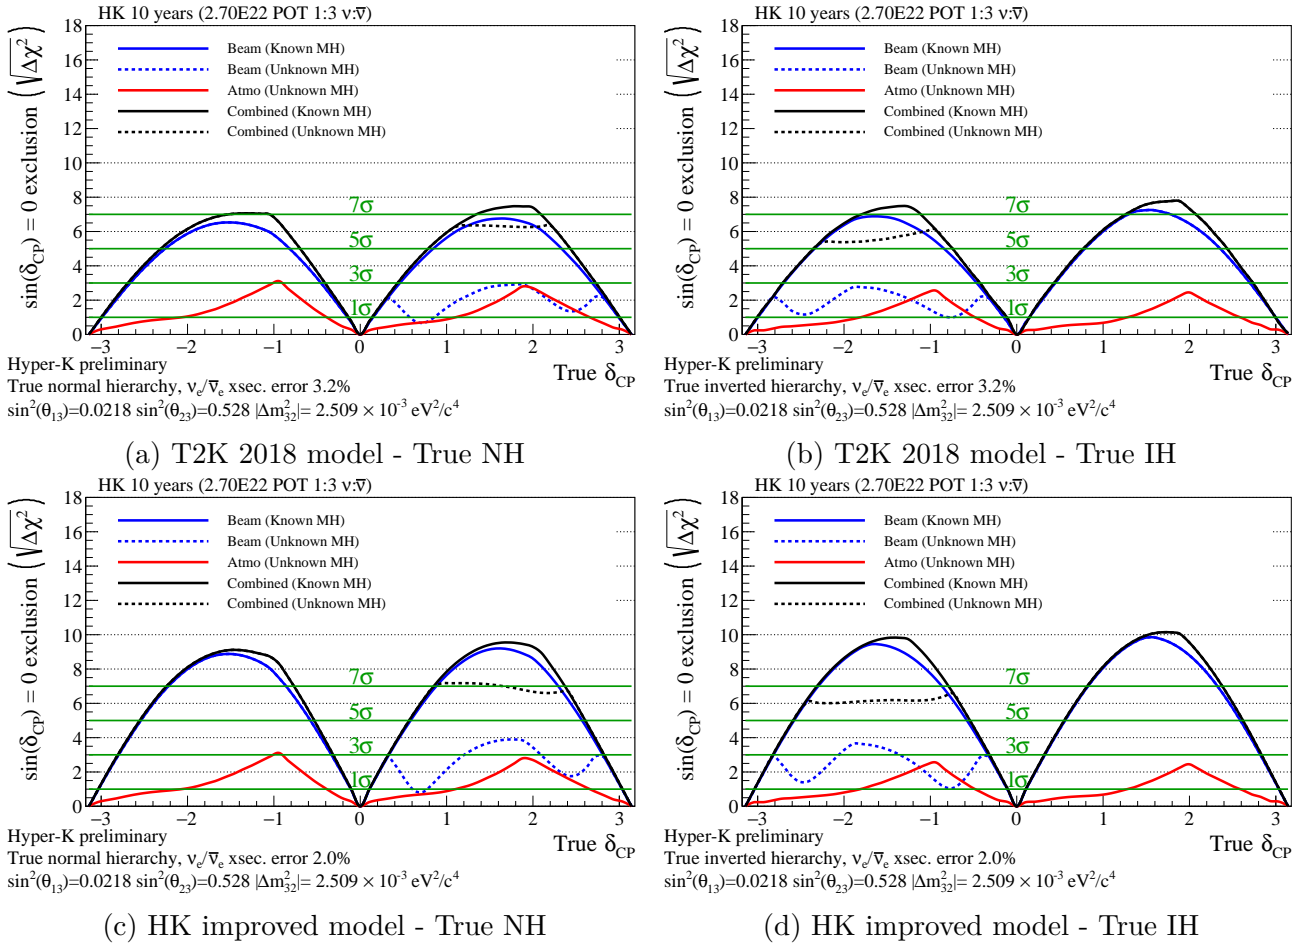 HK 10 years (2.70E22 POT 1:3 ν:ν̅)
sin(δ_CP) = 0 exclusion (√Δχ²)
18
16
14
12
10
8
6
4
2
0
Beam (Known MH)
Beam (Unknown MH)
Atmo (Unknown MH)
Combined (Known MH)
Combined (Unknown MH)
7σ
5σ
3σ
1σ
−3 −2 −1 0 1 2 3
True δ_CP
Hyper-K preliminary
True normal hierarchy, ν_e/ν̅_e xsec. error 3.2%
sin²(θ₁₃)=0.0218 sin²(θ₂₃)=0.528 |Δm²₃₂|= 2.509 × 10⁻³ eV²/c⁴
(a) T2K 2018 model - True NH
HK 10 years (2.70E22 POT 1:3 ν:ν̅)
sin(δ_CP) = 0 exclusion (√Δχ²)
18
16
14
12
10
8
6
4
2
0
Beam (Known MH)
Beam (Unknown MH)
Atmo (Unknown MH)
Combined (Known MH)
Combined (Unknown MH)
7σ
5σ
3σ
1σ
−3 −2 −1 0 1 2 3
True δ_CP
Hyper-K preliminary
True inverted hierarchy, ν_e/ν̅_e xsec. error 3.2%
sin²(θ₁₃)=0.0218 sin²(θ₂₃)=0.528 |Δm²₃₂|= 2.509 × 10⁻³ eV²/c⁴
(b) T2K 2018 model - True IH
HK 10 years (2.70E22 POT 1:3 ν:ν̅)
sin(δ_CP) = 0 exclusion (√Δχ²)
18
16
14
12
10
8
6
4
2
0
Beam (Known MH)
Beam (Unknown MH)
Atmo (Unknown MH)
Combined (Known MH)
Combined (Unknown MH)
7σ
5σ
3σ
1σ
−3 −2 −1 0 1 2 3
True δ_CP
Hyper-K preliminary
True normal hierarchy, ν_e/ν̅_e xsec. error 2.0%
sin²(θ₁₃)=0.0218 sin²(θ₂₃)=0.528 |Δm²₃₂|= 2.509 × 10⁻³ eV²/c⁴
(c) HK improved model - True NH
HK 10 years (2.70E22 POT 1:3 ν:ν̅)
sin(δ_CP) = 0 exclusion (√Δχ²)
18
16
14
12
10
8
6
4
2
0
Beam (Known MH)
Beam (Unknown MH)
Atmo (Unknown MH)
Combined (Known MH)
Combined (Unknown MH)
7σ
5σ
3σ
1σ
−3 −2 −1 0 1 2 3
True δ_CP
Hyper-K preliminary
True inverted hierarchy, ν_e/ν̅_e xsec. error 2.0%
sin²(θ₁₃)=0.0218 sin²(θ₂₃)=0.528 |Δm²₃₂|= 2.509 × 10⁻³ eV²/c⁴
(d) HK improved model - True IH